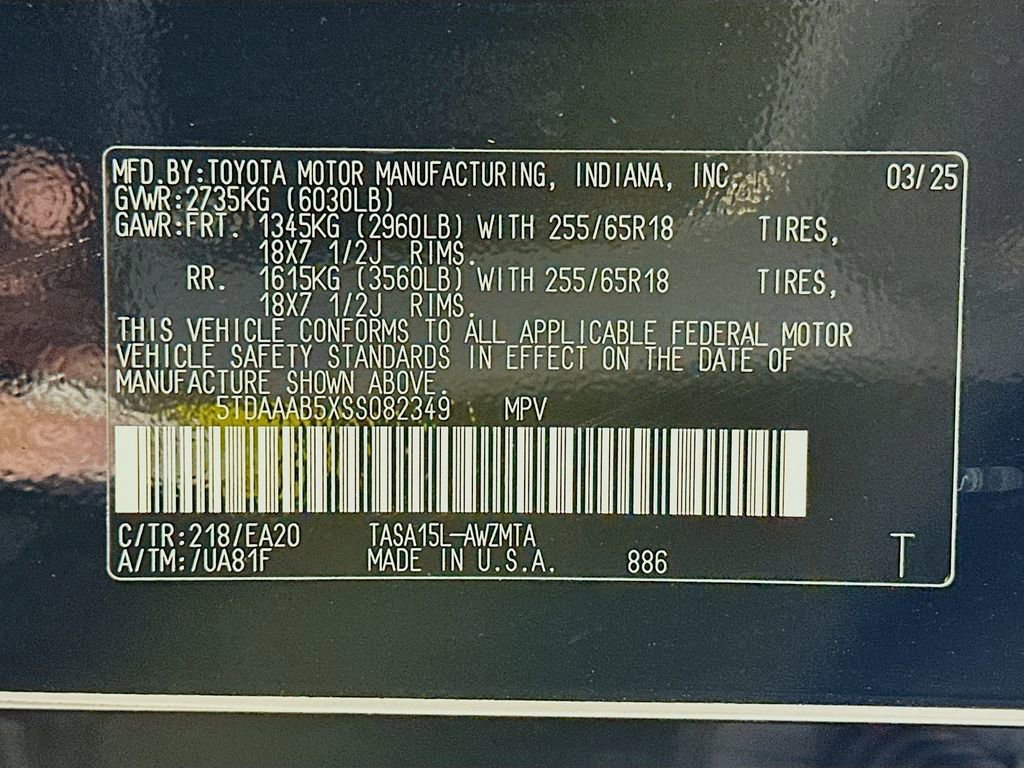 MFD.BY:TOYOTA MOTOR MANUFACTURING, INDIANA, INC. 03/25
GVWR:2735KG (6030LB)
GAWR:FRT. 1345KG (2960LB) WITH 255/65R18 TIRES,
18X7 1/2J RIMS.
RR. 1615KG (3560LB) WITH 255/65R18 TIRES,
18X7 1/2J RIMS.
THIS VEHICLE CONFORMS TO ALL APPLICABLE FEDERAL MOTOR
VEHICLE SAFETY STANDARDS IN EFFECT ON THE DATE OF
MANUFACTURE SHOWN ABOVE.
5TDAAAB5XSS082349 MPV
C/TR:218/EA20 TASA15L-AWZMTA
A/TM:/UA81F MADE IN U.S.A. 886 T